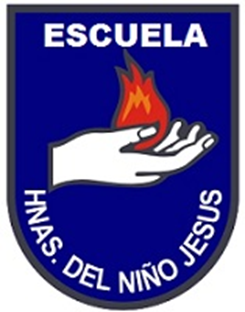 ESCUELA
HNAS. DEL NIÑO JESUS